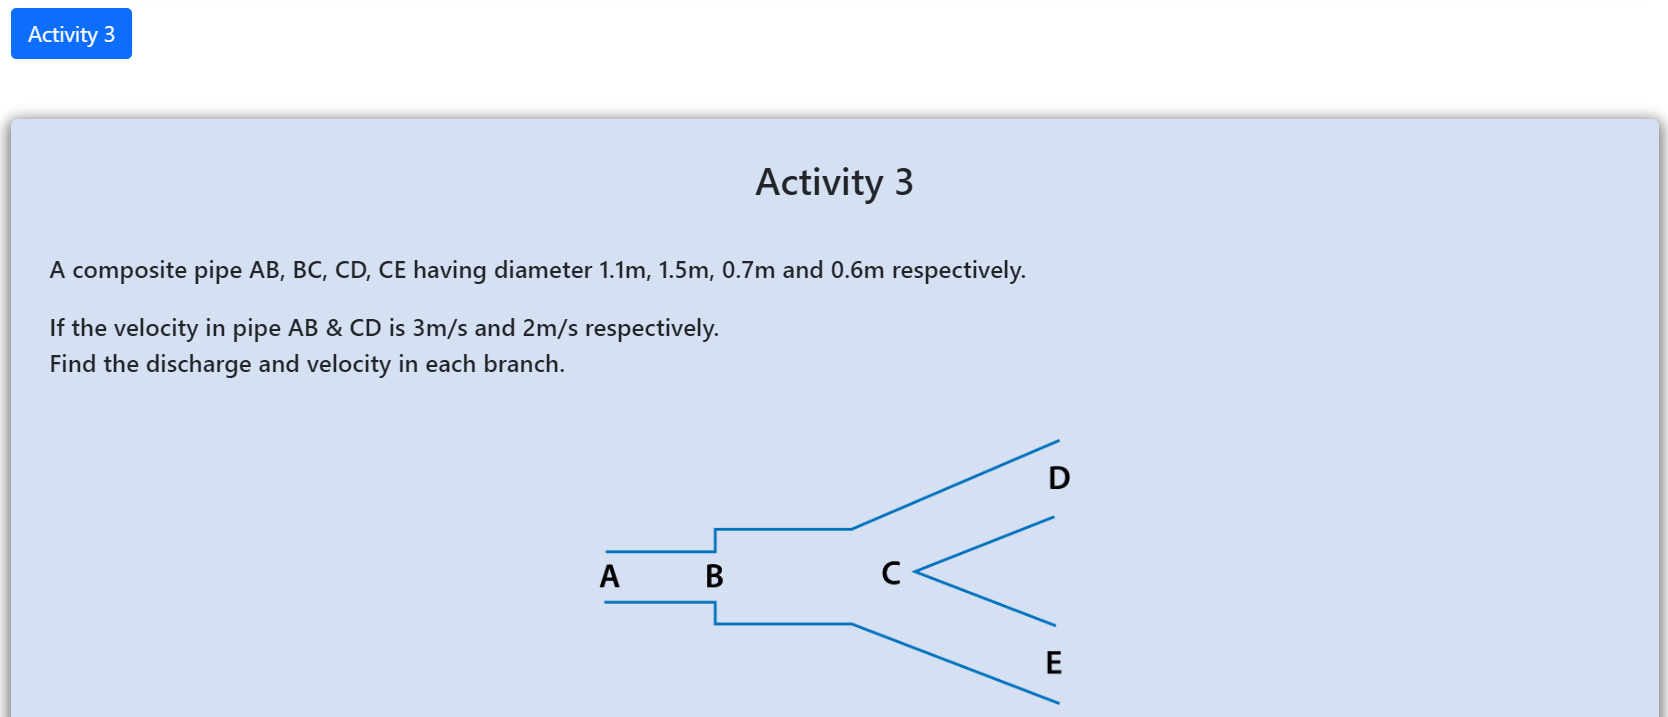 Activity 3
Activity 3
A composite pipe AB, BC, CD, CE having diameter 1.1m, 1.5m, 0.7m and 0.6m respectively.
If the velocity in pipe AB & CD is 3m/s and 2m/s respectively.
Find the discharge and velocity in each branch.
D
A
B
C
E